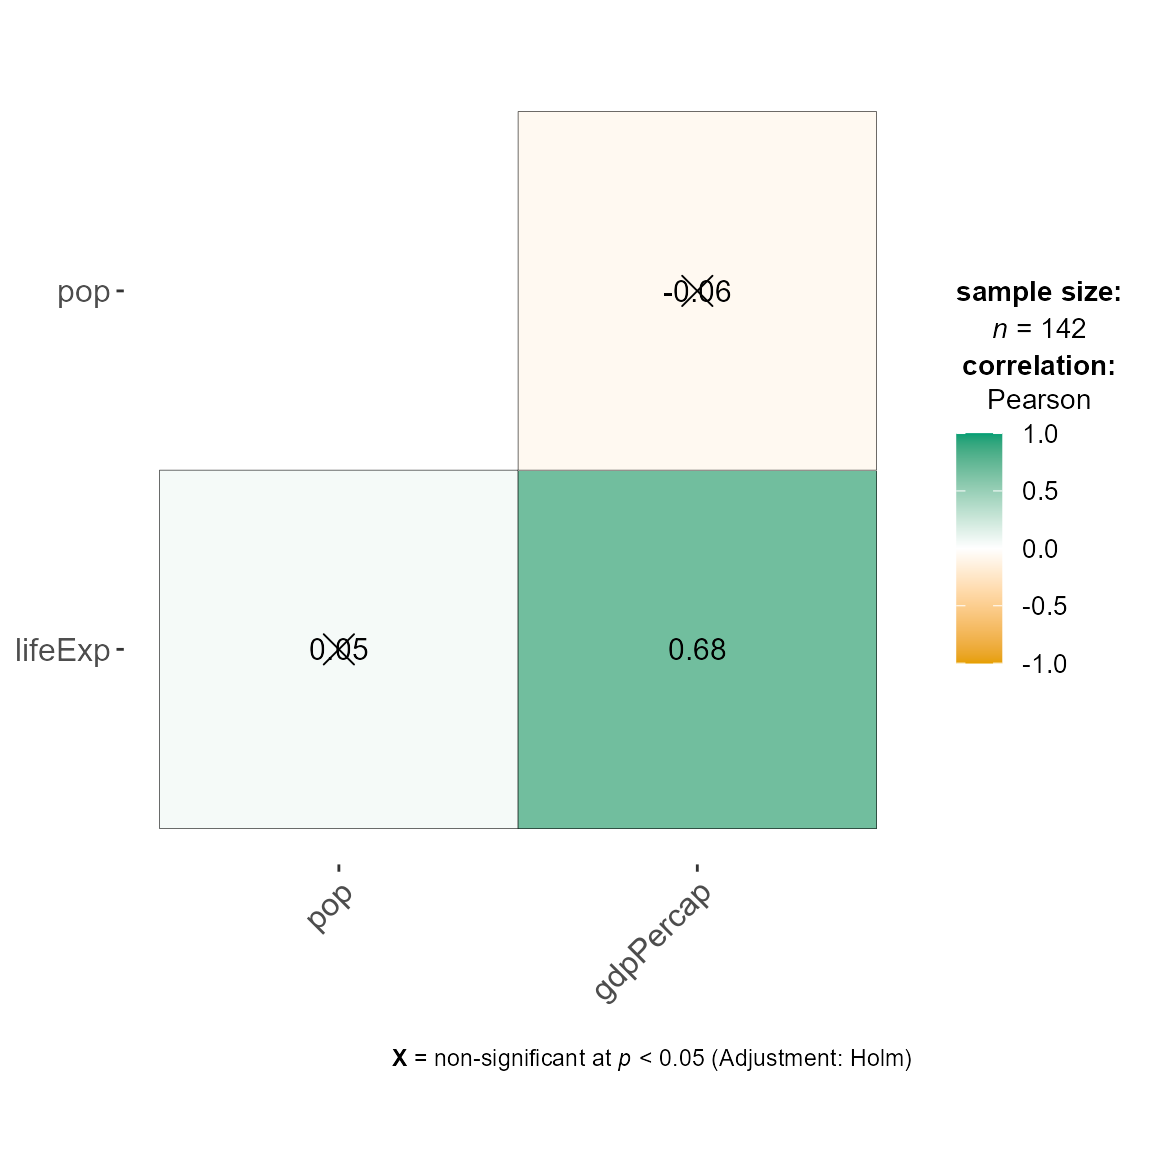 pop
-0.06
lifeExp
0.05
0.68
sample size:
n = 142
correlation:
Pearson
1.0
0.5
0.0
-0.5
-1.0
pop
gdpPercap
X = non-significant at p < 0.05 (Adjustment: Holm)